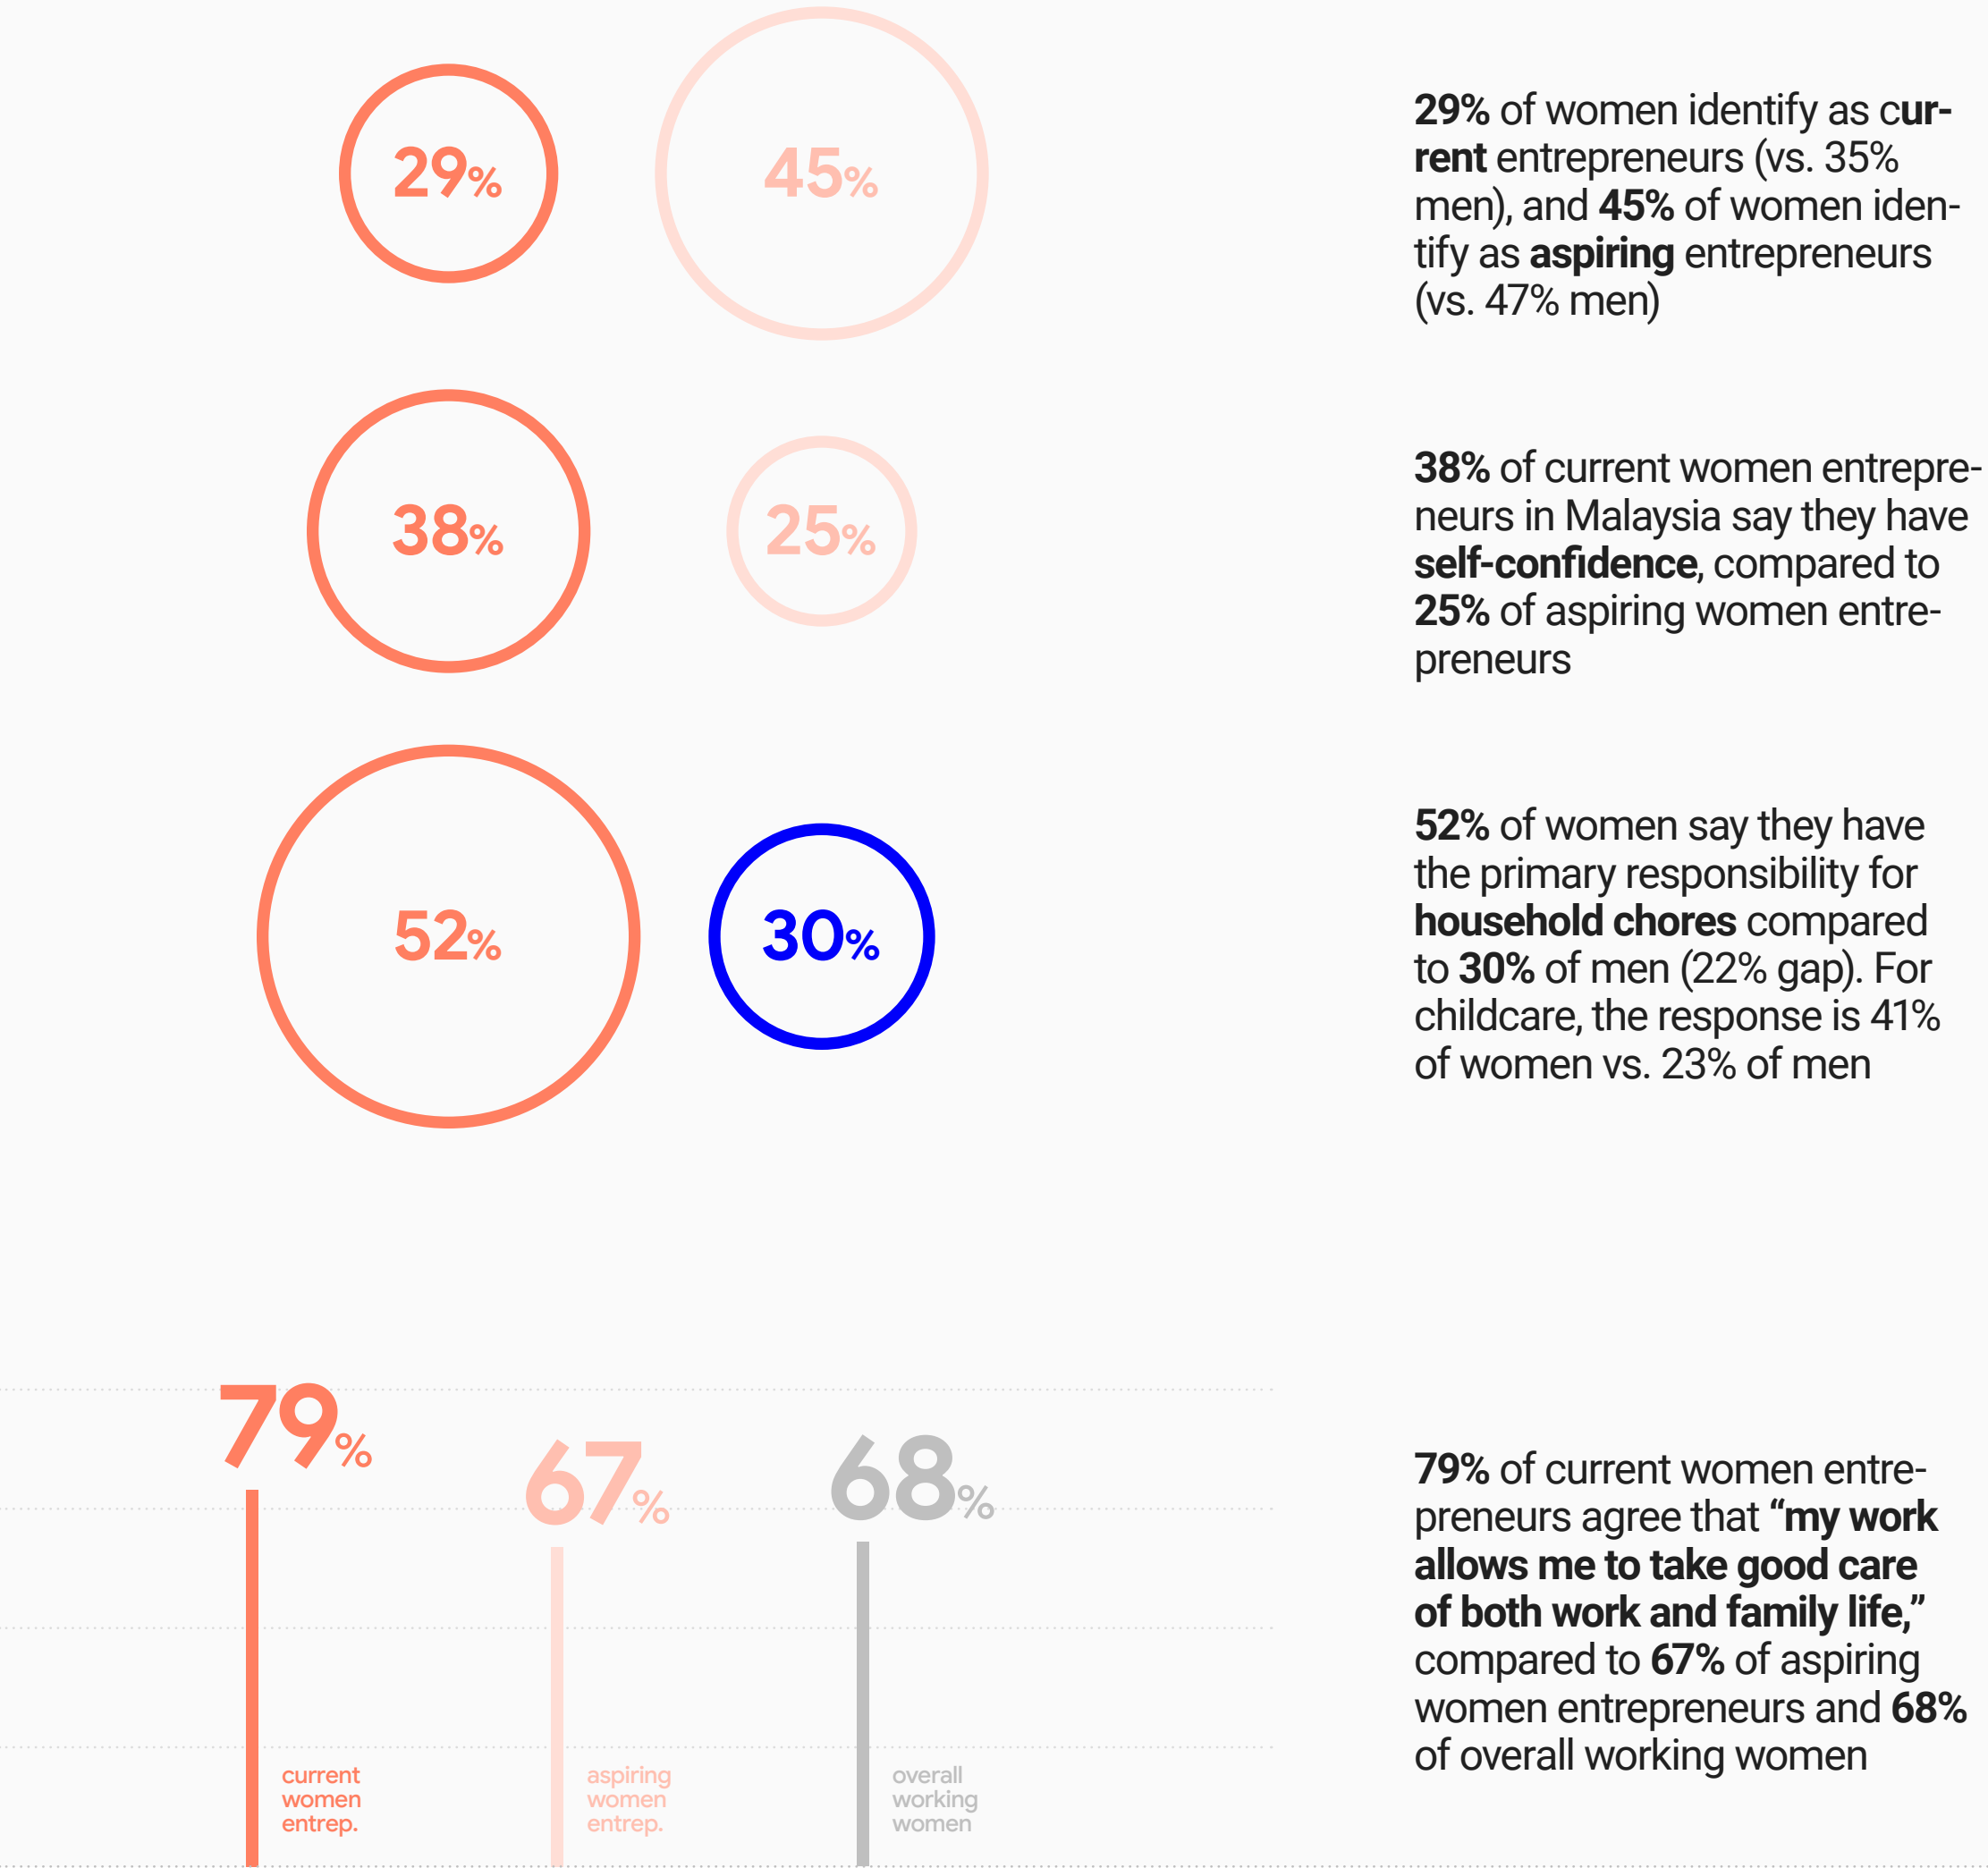 29%
45%
29% of women identify as cur-
rent entrepreneurs (vs. 35%
men), and 45% of women iden-
tify as aspiring entrepreneurs
(vs. 47% men)
38%
25%
38% of current women entrepre-
neurs in Malaysia say they have
self-confidence, compared to
25% of aspiring women entre-
preneurs
52%
30%
52% of women say they have
the primary responsibility for
household chores compared
to 30% of men (22% gap). For
childcare, the response is 41%
of women vs. 23% of men
79%
67%
68%
current
women
entrep.
aspiring
women
entrep.
overall
working
women
79% of current women entre-
preneurs agree that “my work
allows me to take good care
of both work and family life,”
compared to 67% of aspiring
women entrepreneurs and 68%
of overall working women